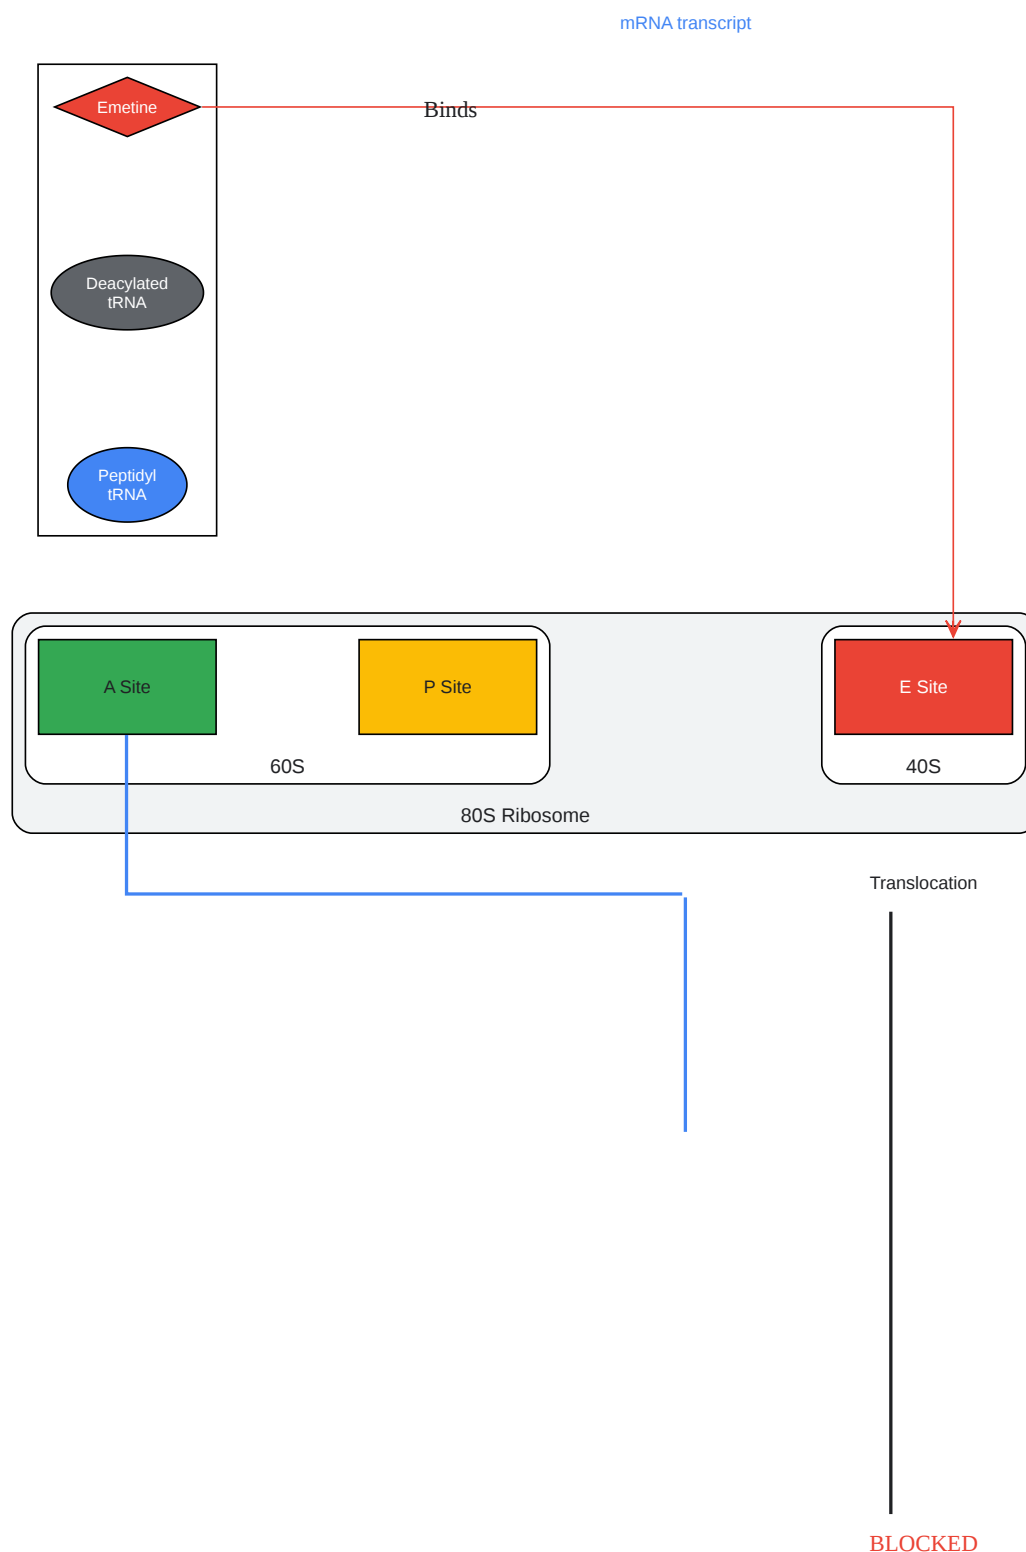 mRNA transcript
Emetine
Binds
Deacylated
tRNA
Peptidyl
tRNA
A Site
P Site
E Site
60S
40S
80S Ribosome
Translocation
BLOCKED